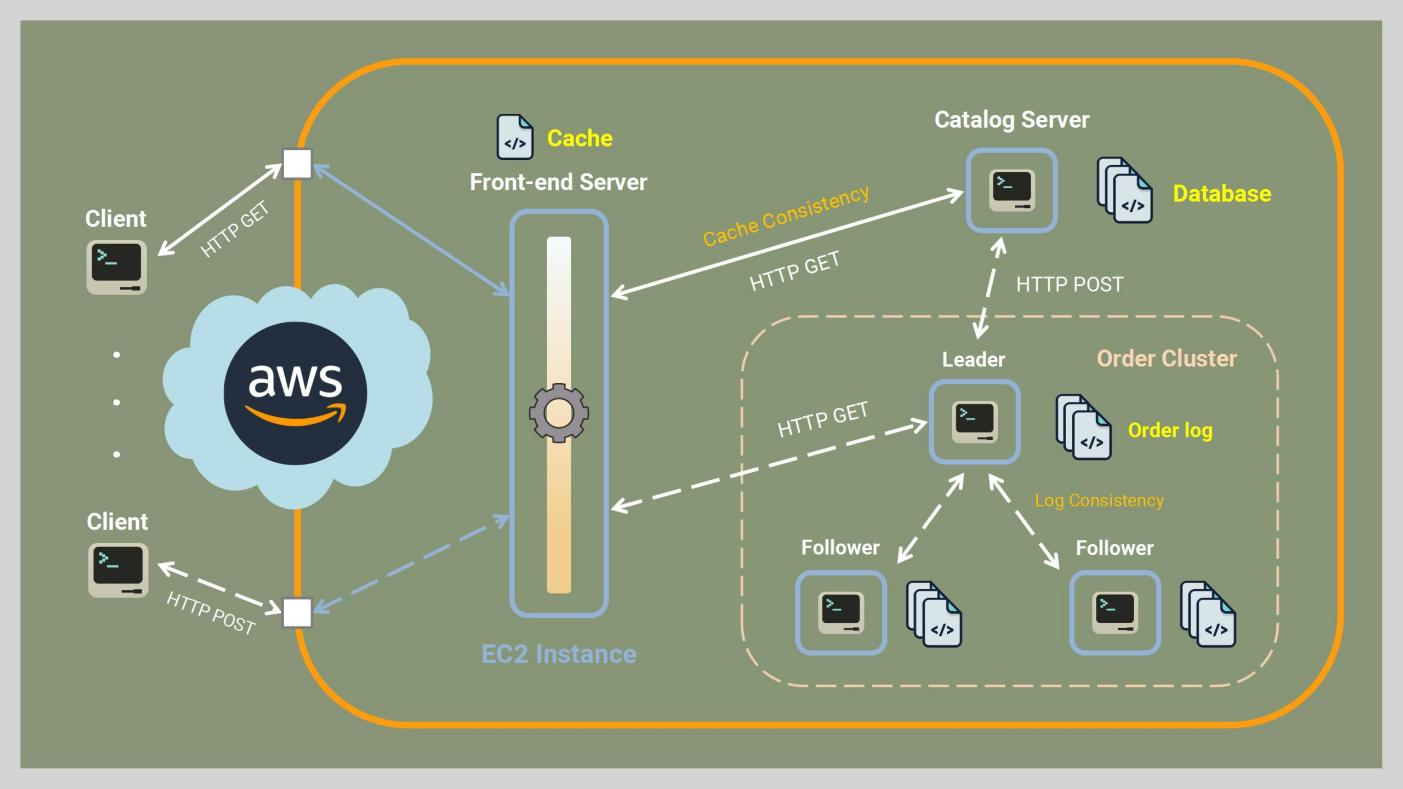 Cache
Front-end Server
Catalog Server
Database
Client
HTTP GET
Cache Consistency
HTTP GET
HTTP POST
>_
>_
aws
Leader
Order Cluster
>_
HTTP GET
Order log
Log Consistency
Client
>_
HTTP POST
Follower
Follower
>_
>_
EC2 Instance
</>
</>
</>
</>
</>